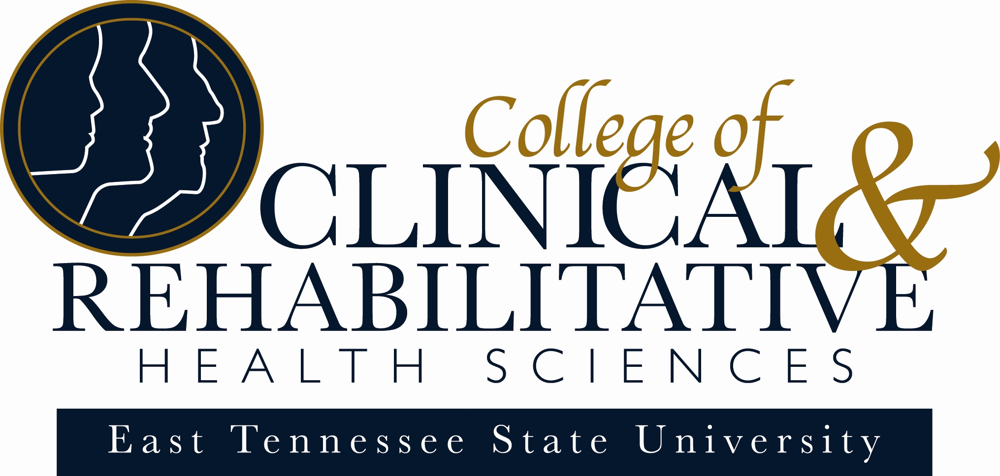 College of
CLINICAL &
REHABILITATIVE
HEALTH SCIENCES
East Tennessee State University